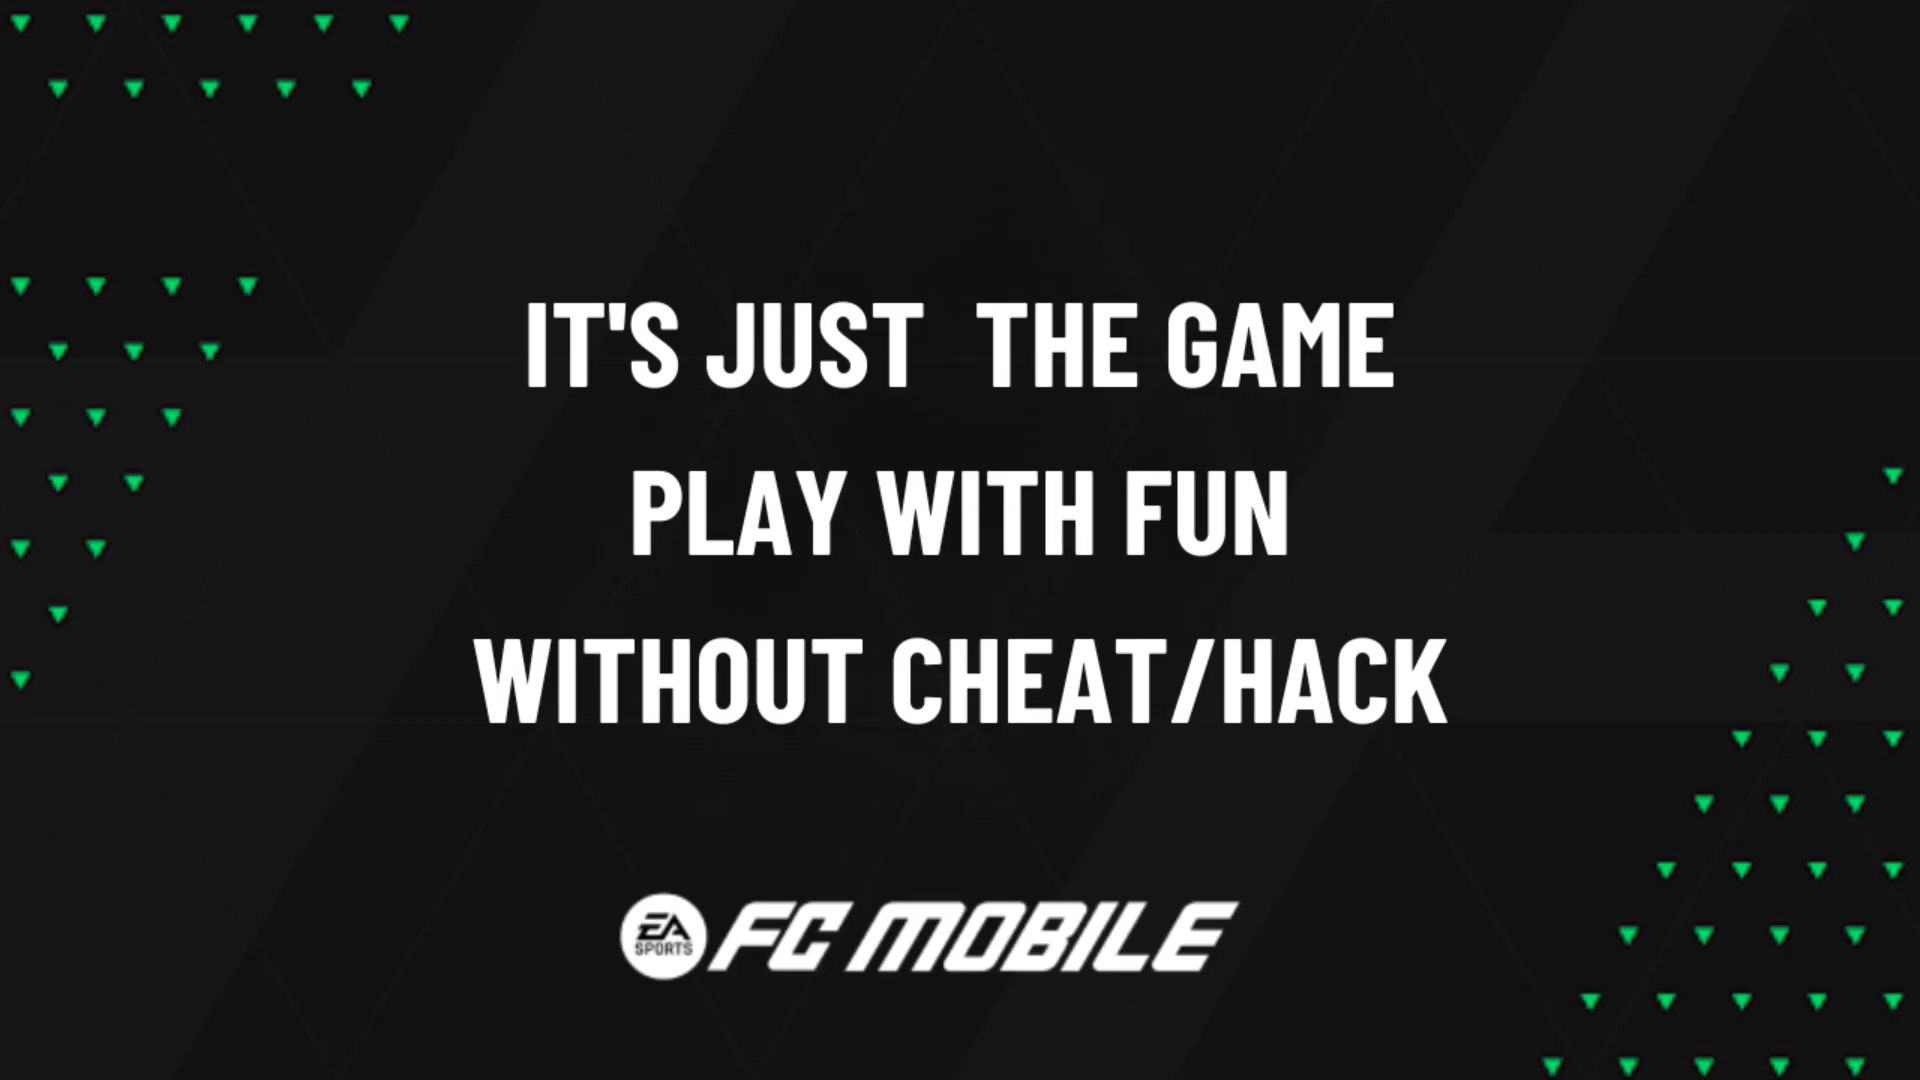 IT'S JUST  THE GAME
PLAY WITH FUN
WITHOUT CHEAT/HACK
EA SPORTS FC MOBILE